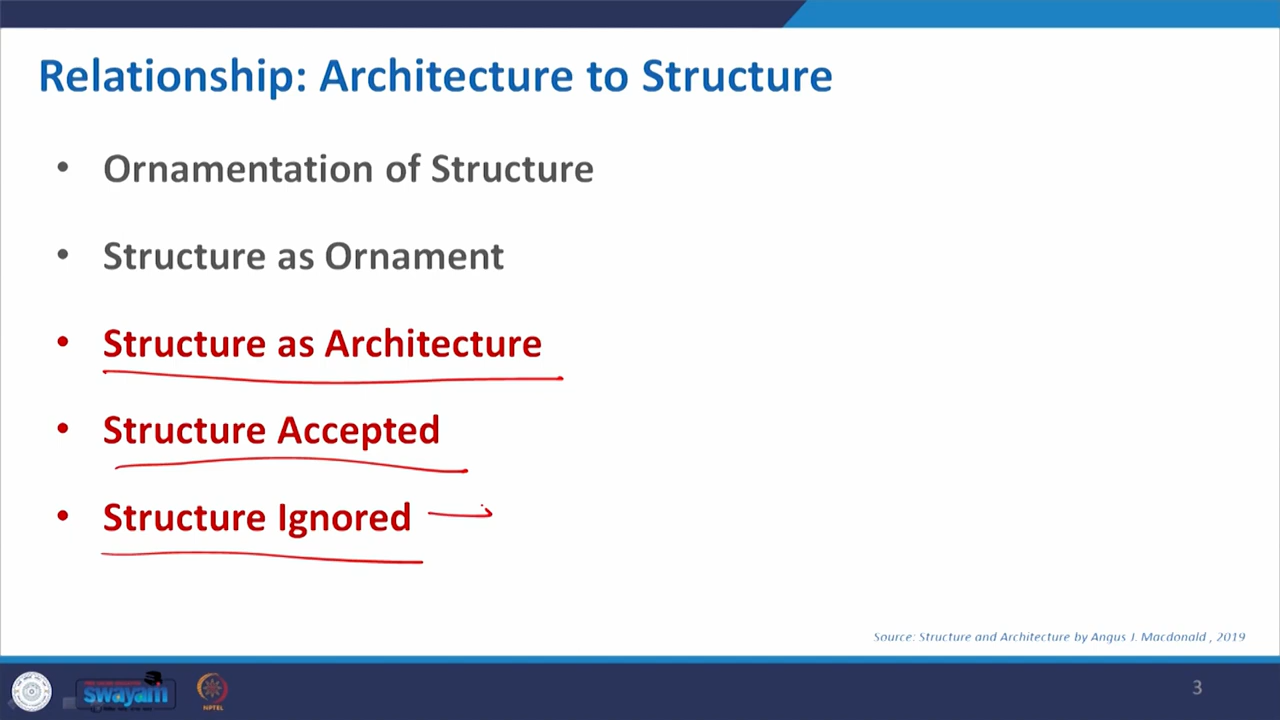 Relationship: Architecture to Structure
• Ornamentation of Structure
• Structure as Ornament
• Structure as Architecture
• Structure Accepted
• Structure Ignored
Source: Structure and Architecture by Angus J. Macdonald , 2019
swayam
NPTEL
3